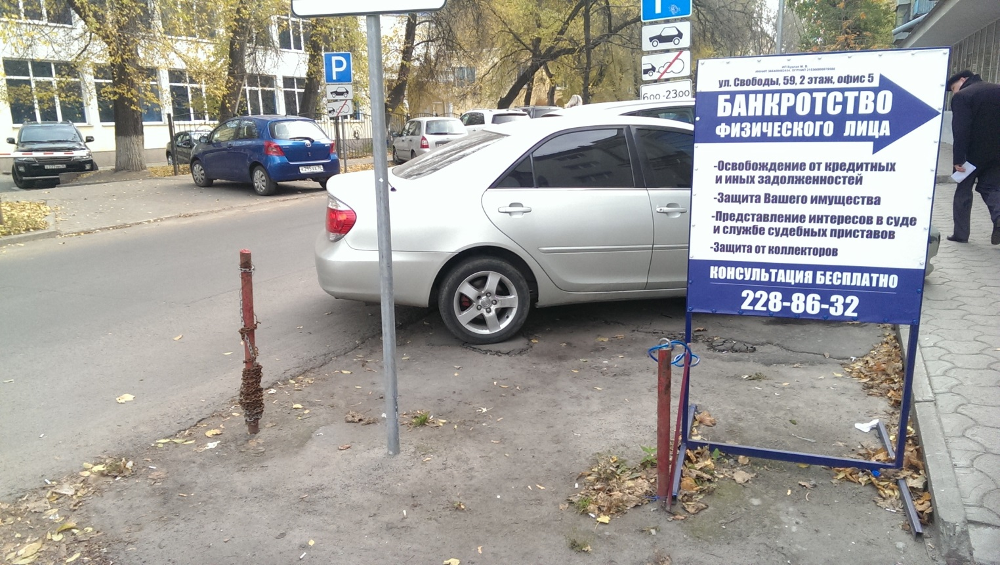 P
600-2300
ул. Свободы, 59, 2 этаж, офис 5
БАНКРОТСТВО
ФИЗИЧЕСКОГО ЛИЦА
-Освобождение от кредитных
и иных задолженностей
-Защита Вашего имущества
-Представление интересов в суде
и службе судебных приставов
-Защита от коллекторов
КОНСУЛЬТАЦИЯ БЕСПЛАТНО
228-86-32